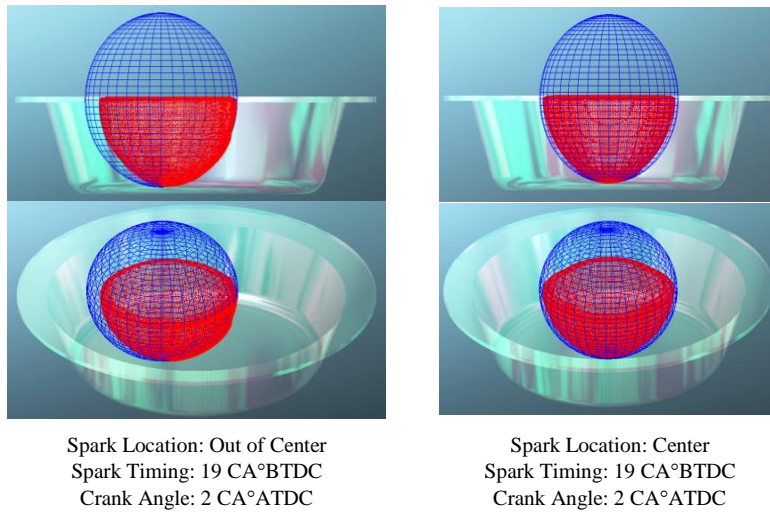 Spark Location: Out of Center
Spark Timing: 19 CA°BTDC
Crank Angle: 2 CA°ATDC
Spark Location: Center
Spark Timing: 19 CA°BTDC
Crank Angle: 2 CA°ATDC